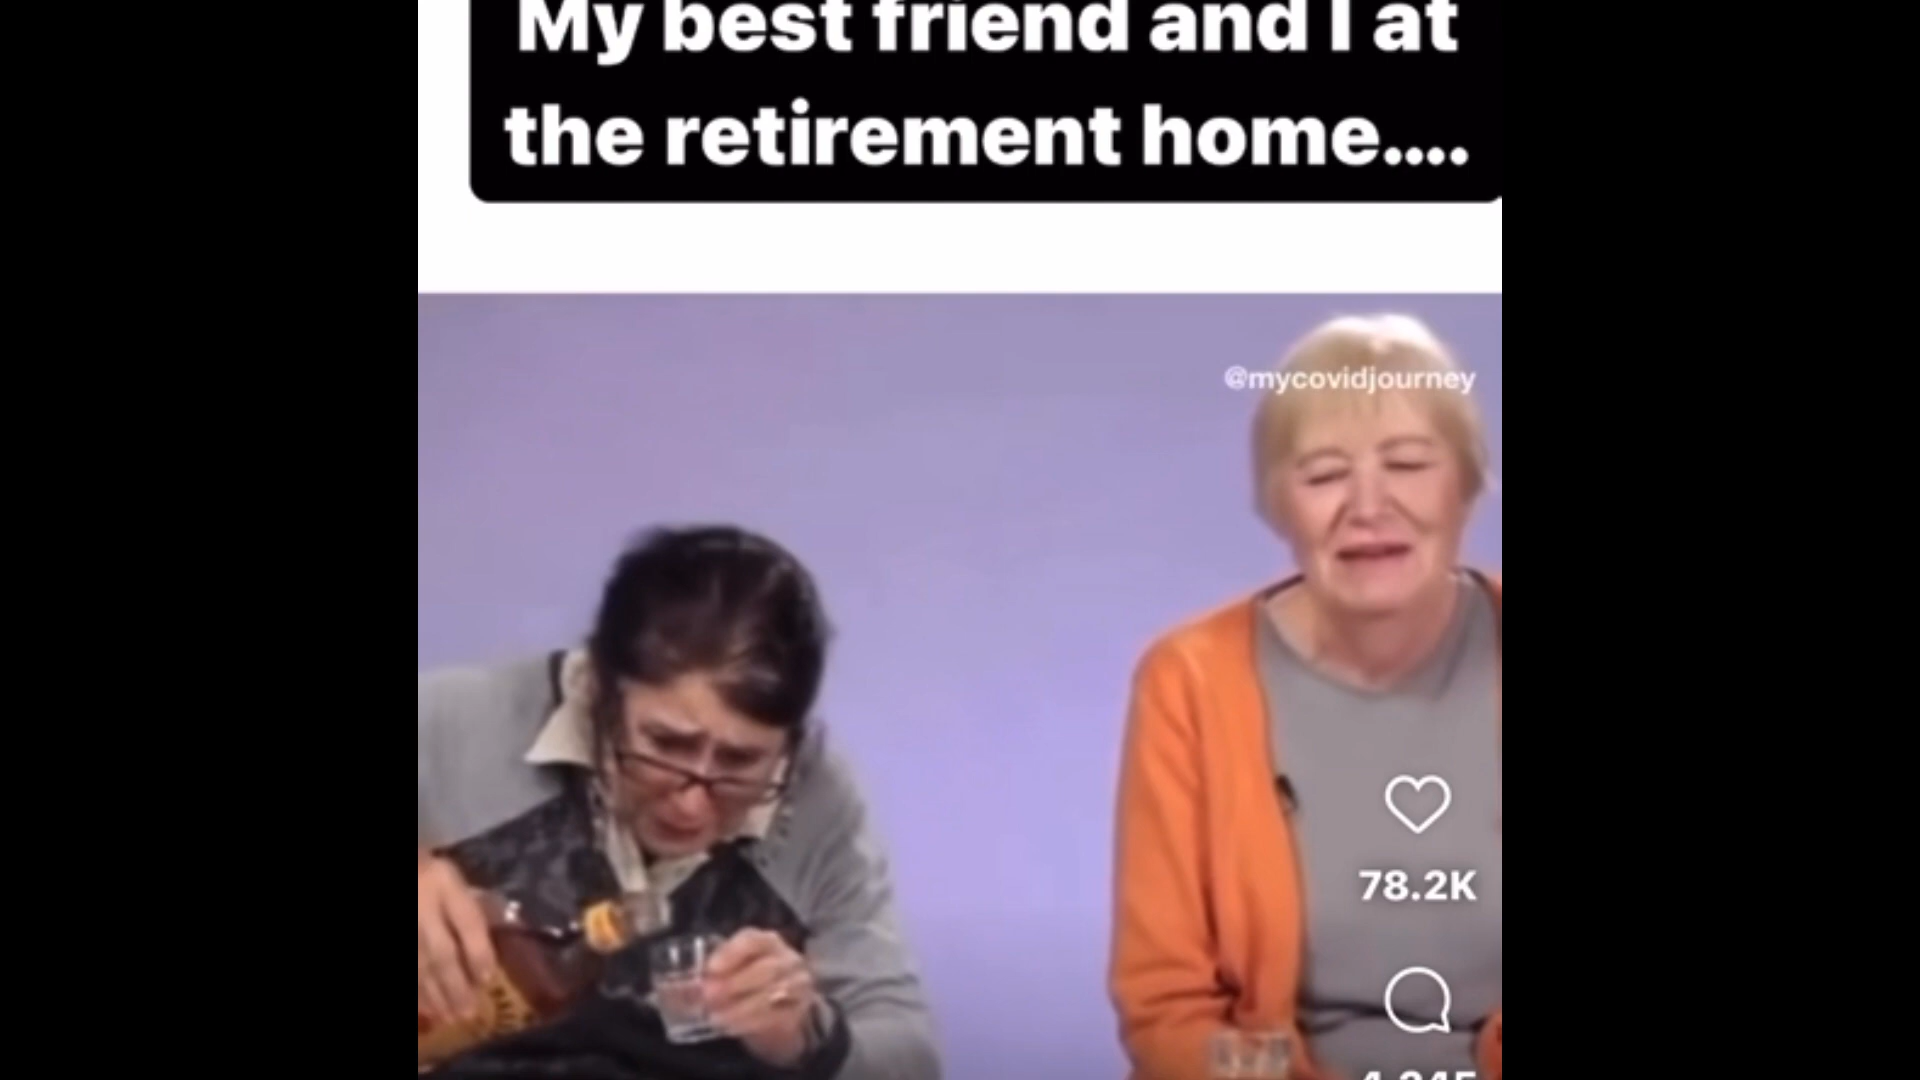 My best friend and I at
the retirement home....
@mycovidjourney
78.2K